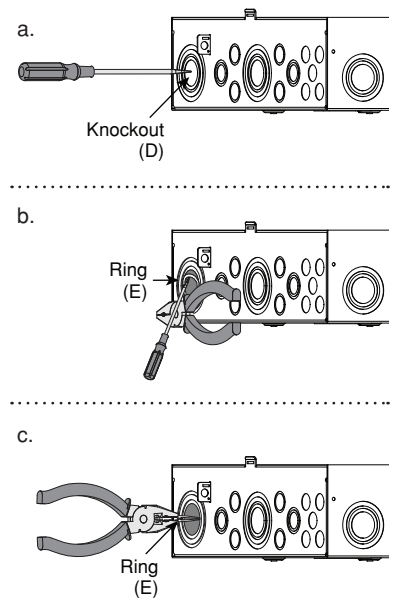 a.
Knockout
(D)
b.
Ring
(E)
c.
Ring
(E)